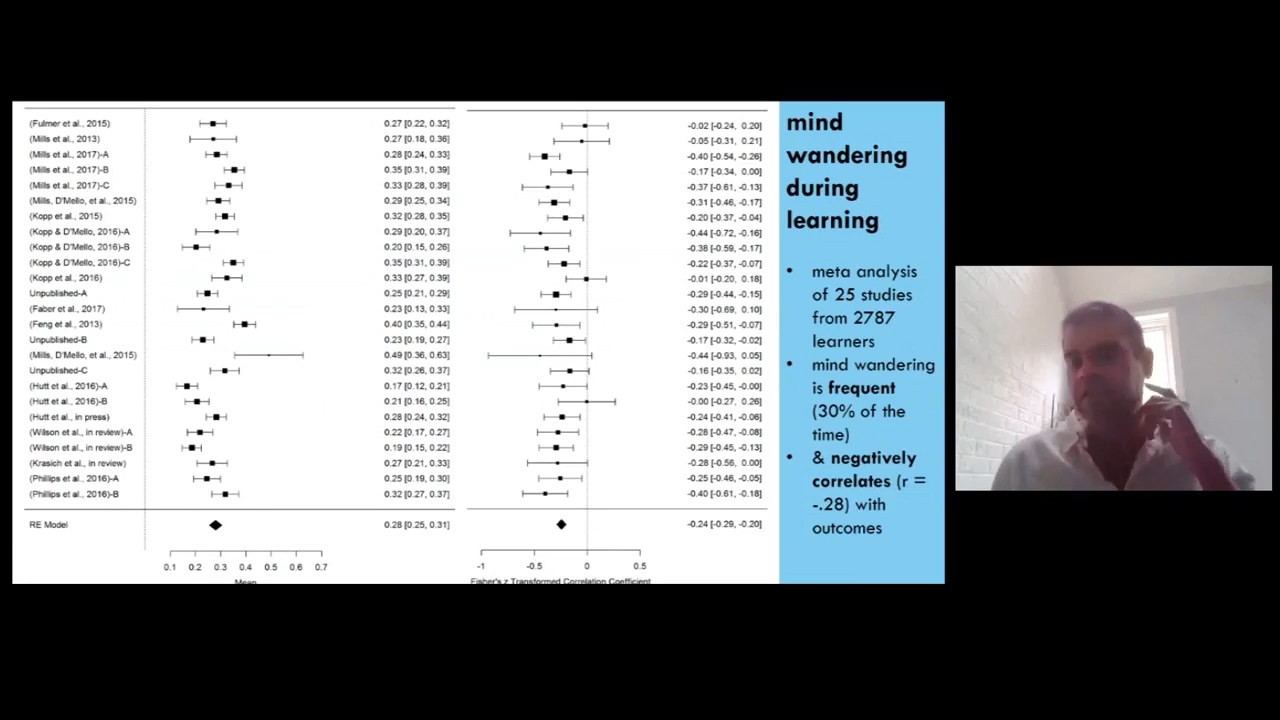 (Fulmer et al., 2015) 0.27 [0.22, 0.32] -0.02 [-0.24, 0.20]
(Mills et al., 2013) 0.27 [0.18, 0.36] -0.05 [-0.31, 0.21]
(Mills et al., 2017)-A 0.28 [0.24, 0.33] -0.40 [-0.54, -0.26]
(Mills et al., 2017)-B 0.35 [0.31, 0.39] -0.17 [-0.34, 0.00]
(Mills et al., 2017)-C 0.33 [0.28, 0.39] -0.37 [-0.61, -0.13]
(Mills, D'Mello, et al., 2015) 0.29 [0.25, 0.34] -0.31 [-0.46, -0.17]
(Kopp et al., 2015) 0.32 [0.28, 0.35] -0.20 [-0.37, -0.04]
(Kopp & D'Mello, 2016)-A 0.29 [0.20, 0.37] -0.44 [-0.72, -0.16]
(Kopp & D'Mello, 2016)-B 0.20 [0.15, 0.26] -0.38 [-0.59, -0.17]
(Kopp & D'Mello, 2016)-C 0.35 [0.31, 0.39] -0.22 [-0.37, -0.07]
(Kopp et al., 2016) 0.33 [0.27, 0.39] -0.01 [-0.20, 0.18]
Unpublished-A 0.25 [0.21, 0.29] -0.29 [-0.44, -0.15]
(Faber et al., 2017) 0.23 [0.13, 0.33] -0.30 [-0.69, 0.10]
(Feng et al., 2013) 0.40 [0.35, 0.44] -0.29 [-0.51, -0.07]
Unpublished-B 0.23 [0.19, 0.27] -0.17 [-0.32, -0.02]
(Mills, D'Mello, et al., 2015) 0.49 [0.36, 0.63] -0.44 [-0.93, 0.05]
Unpublished-C 0.32 [0.26, 0.37] -0.16 [-0.35, 0.02]
(Hutt et al., 2016)-A 0.17 [0.12, 0.21] -0.23 [-0.45, -0.00]
(Hutt et al., 2016)-B 0.21 [0.16, 0.25] -0.00 [-0.27, 0.26]
(Hutt et al., in press) 0.28 [0.24, 0.32] -0.24 [-0.41, -0.06]
(Wilson et al., in review)-A 0.22 [0.17, 0.27] -0.28 [-0.47, -0.08]
(Wilson et al., in review)-B 0.19 [0.15, 0.22] -0.29 [-0.45, -0.13]
(Krasich et al., in review) 0.27 [0.21, 0.33] -0.28 [-0.56, 0.00]
(Phillips et al., 2016)-A 0.25 [0.19, 0.30] -0.25 [-0.46, -0.05]
(Phillips et al., 2016)-B 0.32 [0.27, 0.37] -0.40 [-0.61, -0.18]
RE Model 0.28 [0.25, 0.31] -0.24 [-0.29, -0.20]
0.1 0.2 0.3 0.4 0.5 0.6 0.7 -1 -0.5 0 0.5
Mean Fisher's z Transformed Correlation Coefficient
mind
wandering
during
learning
• meta analysis
of 25 studies
from 2787
learners
• mind wandering
is frequent
(30% of the
time)
• & negatively
correlates (r =
-.28) with
outcomes